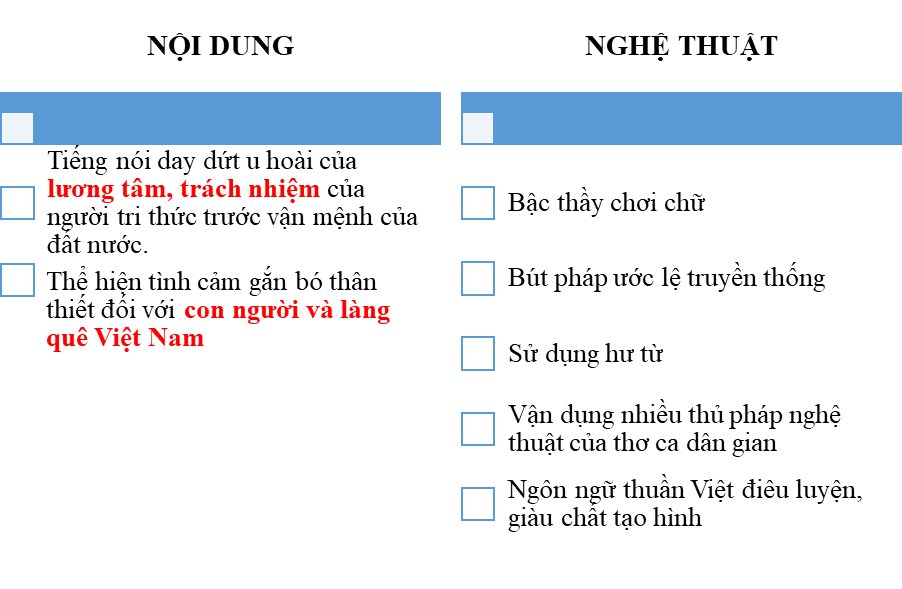 NỘI DUNG
Tiếng nói day dứt u hoài của
lương tâm, trách nhiệm của
người tri thức trước vận mệnh của
đất nước.
Thể hiện tình cảm gắn bó thân
thiết đối với con người và làng
quê Việt Nam
NGHỆ THUẬT
Bậc thầy chơi chữ
Bút pháp ước lệ truyền thống
Sử dụng hư từ
Vận dụng nhiều thủ pháp nghệ
thuật của thơ ca dân gian
Ngôn ngữ thuần Việt điêu luyện,
giàu chất tạo hình